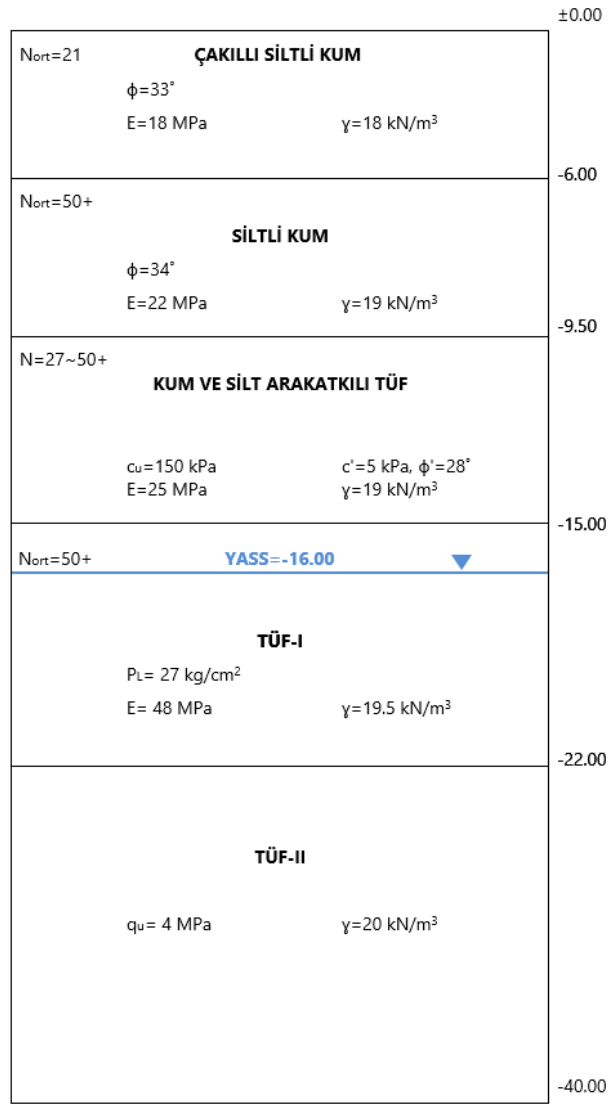 ±0.00
Nort=21 ÇAKILLI SİLTLİ KUM
ϕ=33°
E=18 MPa ɣ=18 kN/m³
-6.00
Nort=50+
SİLTLİ KUM
ϕ=34°
E=22 MPa ɣ=19 kN/m³
-9.50
N=27~50+
KUM VE SİLT ARAKATKILI TÜF
cu=150 kPa c'=5 kPa, ϕ'=28°
E=25 MPa ɣ=19 kN/m³
-15.00
Nort=50+ YASS=-16.00
TÜF-I
PL= 27 kg/cm²
E= 48 MPa ɣ=19.5 kN/m³
-22.00
TÜF-II
qu= 4 MPa ɣ=20 kN/m³
-40.00